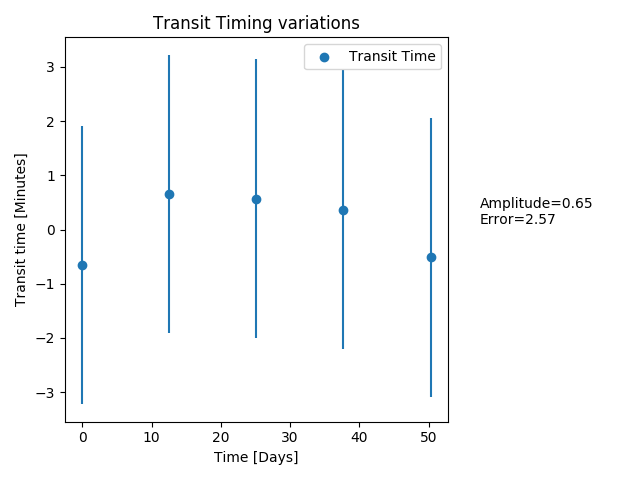 Transit Timing variations
Transit Time
Transit time [Minutes]
3
2
1
0
−1
−2
−3
0 10 20 30 40 50
Time [Days]
Amplitude=0.65
Error=2.57